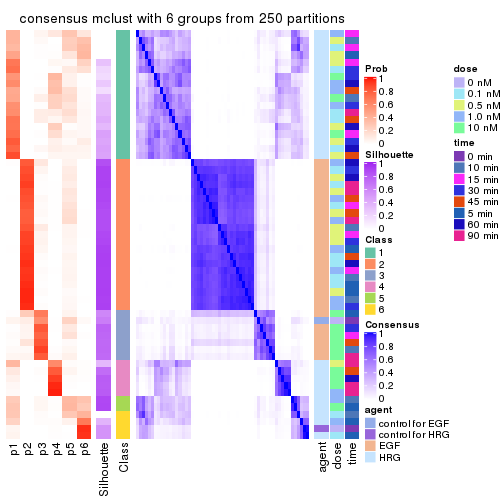 consensus mclust with 6 groups from 250 partitions
Prob
1
0.8
0.6
0.4
0.2
0
Silhouette
1
0.8
0.6
0.4
0.2
0
Class
1
2
3
4
5
6
Consensus
1
0.8
0.6
0.4
0.2
0
agent
control for EGF
control for HRG
EGF
HRG
dose
0 nM
0.1 nM
0.5 nM
1.0 nM
10 nM
time
0 min
10 min
15 min
30 min
45 min
5 min
60 min
90 min
p1
p2
p3
p4
p5
p6
Silhouette
Class
agent
dose
time